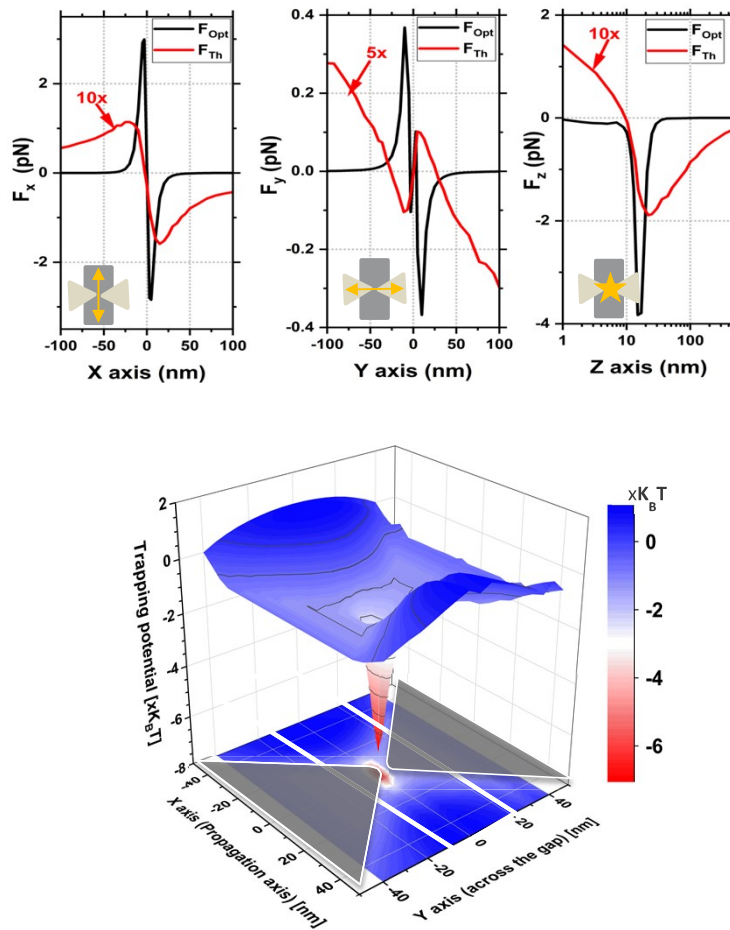 F_Opt
F_Th
10x
F_x (pN)
2
0
-2
-100 -50 0 50 100
X axis (nm)
F_Opt
F_Th
5x
F_y (pN)
0.4
0.2
0.0
-0.2
-0.4
-100 -50 0 50 100
Y axis (nm)
F_Opt
F_Th
10x
F_z (pN)
2
0
-2
-4
1 10 100
Z axis (nm)
Trapping potential [xK_BT]
2
0
-2
-4
-6
-8
xK_BT
0
-2
-4
-6
-40
-20
0
20
40
X axis (Propagation axis) [nm]
-40
-20
0
20
40
Y axis (across the gap) [nm]